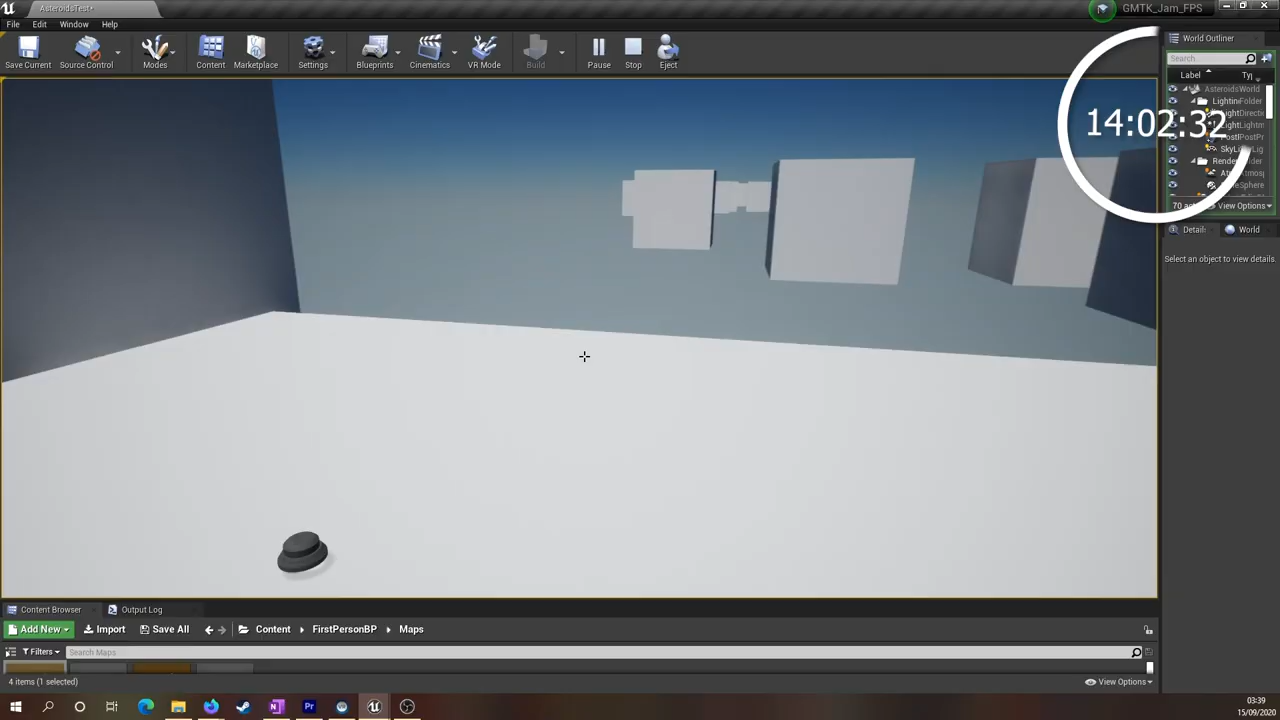 AsteroidsTest*
GMTK_Jam_FPS
File Edit Window Help
Save Current
Source Control
Modes
Content
Marketplace
Settings
Blueprints
Cinematics
VR Mode
Build
Pause
Stop
Eject
14:02:32
World Outliner
Search
Label
View Options
Details
World
Select an object to view details.
Content Browser
Output Log
Add New
Import
Save All
Content
FirstPersonBP
Maps
Filters
Search Maps
4 items (1 selected)
View Options
03:39
15/09/2020